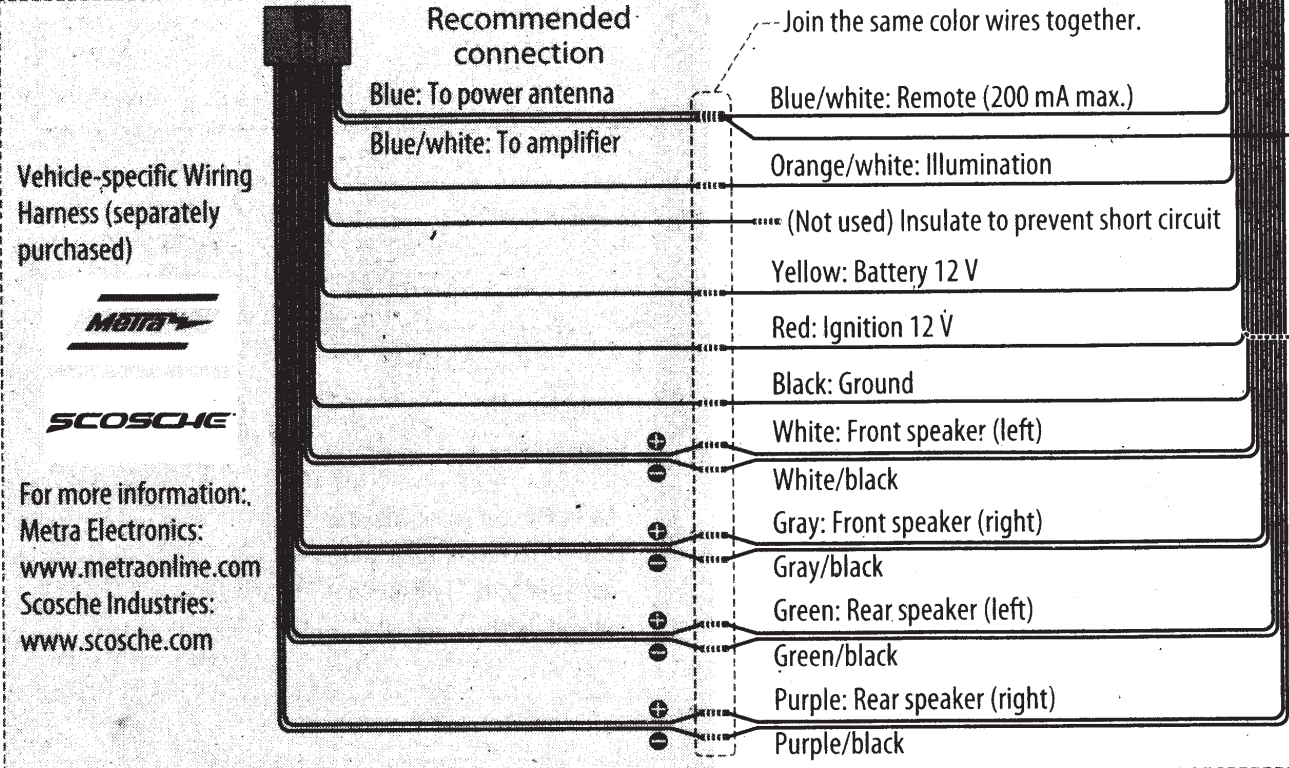 Recommended
connection
Join the same color wires together.
Blue: To power antenna
Blue/white: To amplifier
Blue/white: Remote (200 mA max.)
Orange/white: Illumination
(Not used) Insulate to prevent short circuit
Yellow: Battery 12 V
Red: Ignition 12 V
Black: Ground
White: Front speaker (left)
White/black
Gray: Front speaker (right)
Gray/black
Green: Rear speaker (left)
Green/black
Purple: Rear speaker (right)
Purple/black
Vehicle-specific Wiring
Harness (separately
purchased)
Metra
SCOSCHE
For more information:
Metra Electronics:
www.metraonline.com
Scosche Industries:
www.scosche.com